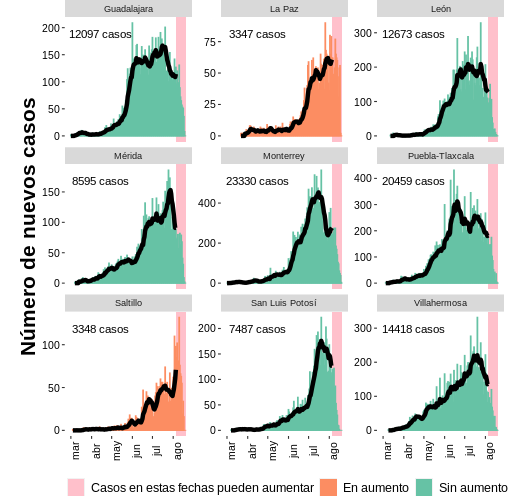 Número de nuevos casos
Guadalajara
La Paz
León
12097 casos
3347 casos
12673 casos
200
150
100
50
0
75
50
25
0
300
200
100
0
Mérida
Monterrey
Puebla-Tlaxcala
8595 casos
23330 casos
20459 casos
150
100
50
0
400
200
0
400
300
200
100
0
Saltillo
San Luis Potosí
Villahermosa
3348 casos
7487 casos
14418 casos
100
50
0
200
150
100
50
0
300
200
100
0
mar
abr
may
jun
jul
ago
mar
abr
may
jun
jul
ago
mar
abr
may
jun
jul
ago
Casos en estas fechas pueden aumentar
En aumento
Sin aumento